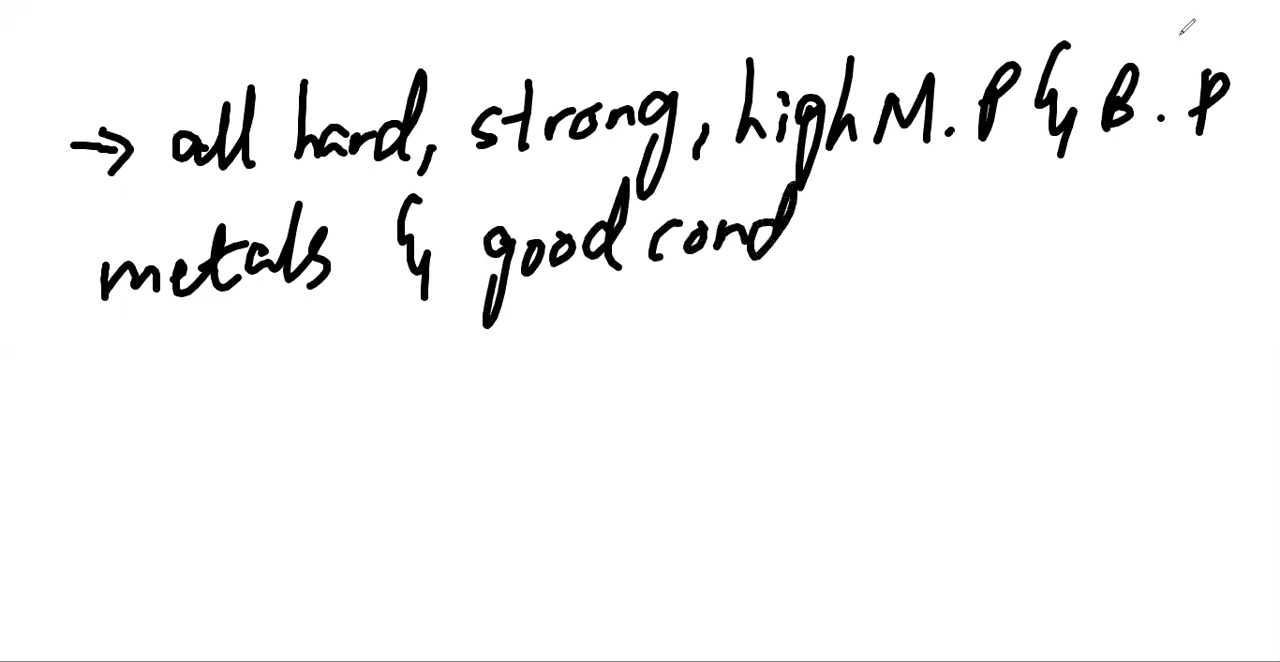 → all hard, strong, high M.P & B.P
metals & good cond